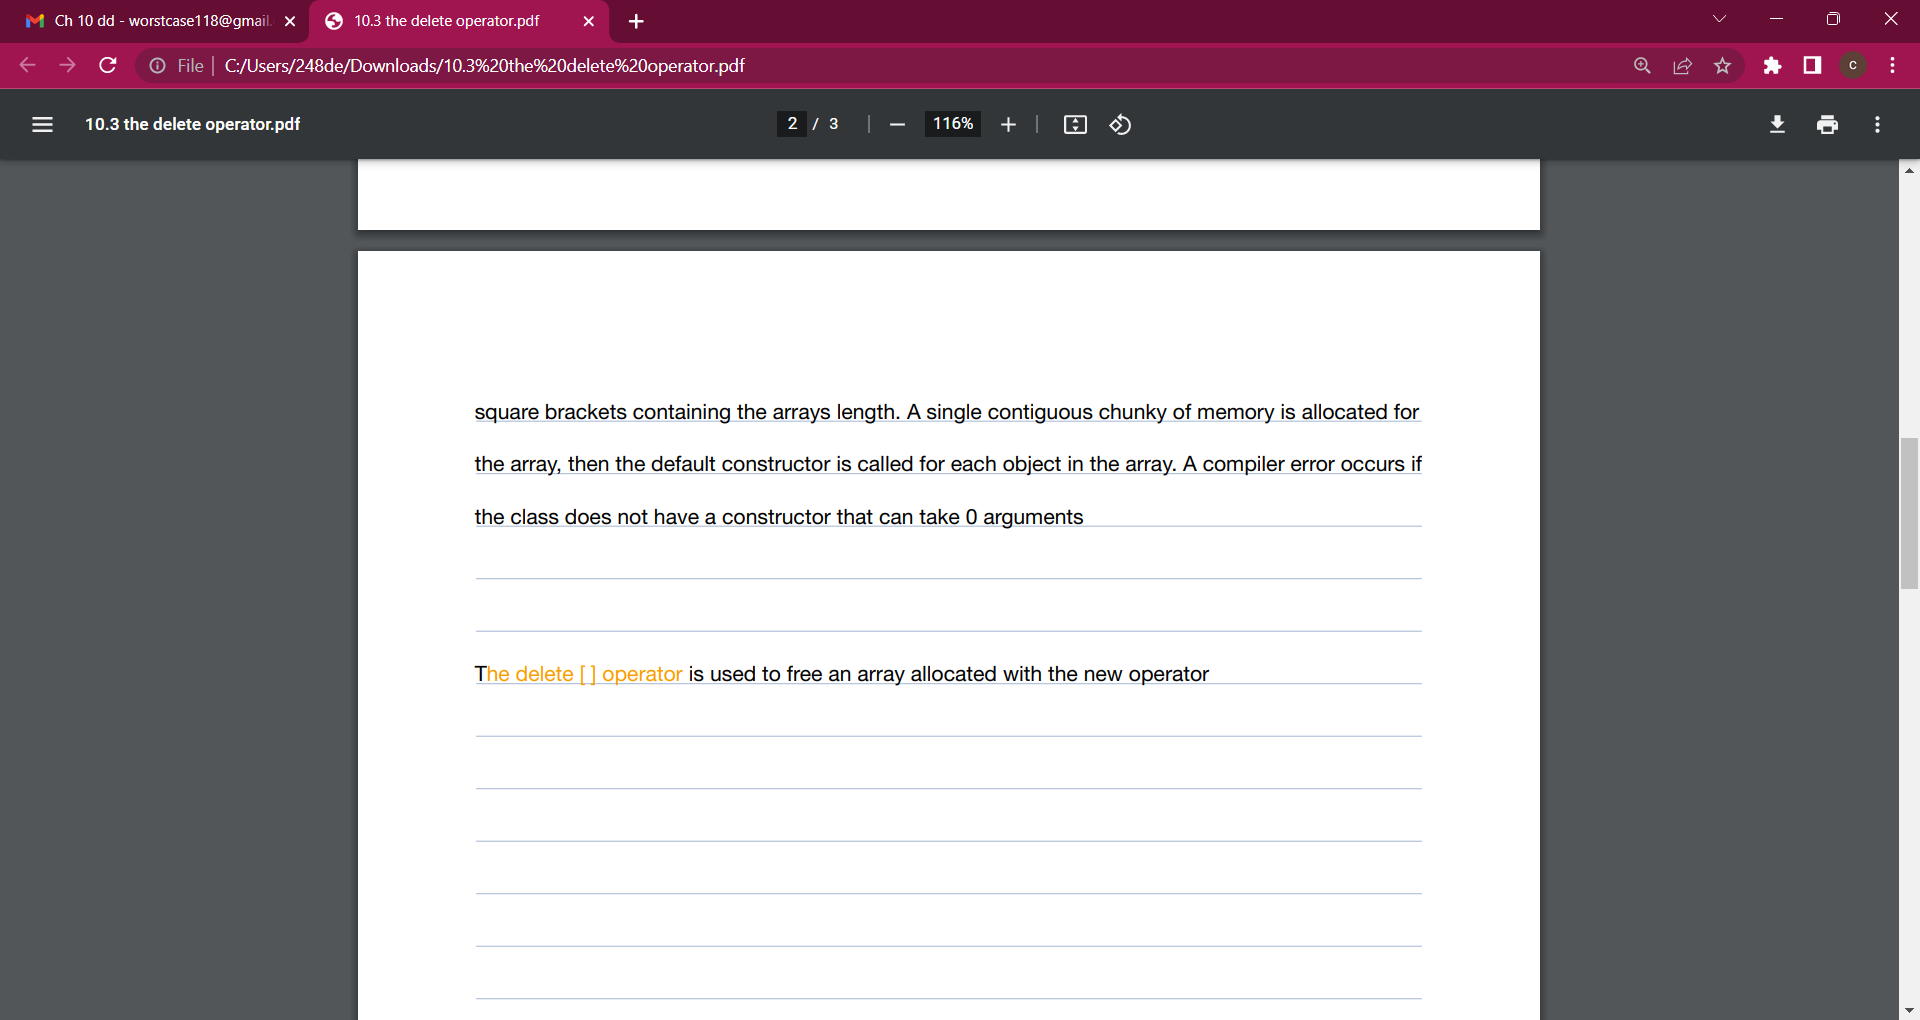 Ch 10 dd - worstcase118@gmail.
10.3 the delete operator.pdf
File
C:/Users/248de/Downloads/10.3%20the%20delete%20operator.pdf
C
10.3 the delete operator.pdf
2 / 3
116%
square brackets containing the arrays length. A single contiguous chunky of memory is allocated for
the array, then the default constructor is called for each object in the array. A compiler error occurs if
the class does not have a constructor that can take 0 arguments
The delete [ ] operator is used to free an array allocated with the new operator